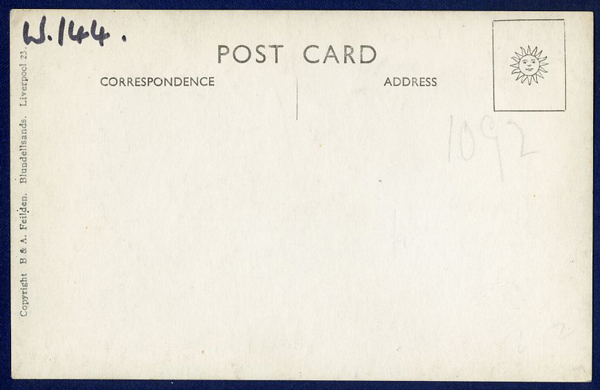 W.144.
POST CARD
CORRESPONDENCE
ADDRESS
1092
Copyright B & A. Feilden. Blundellsands. Liverpool 23.